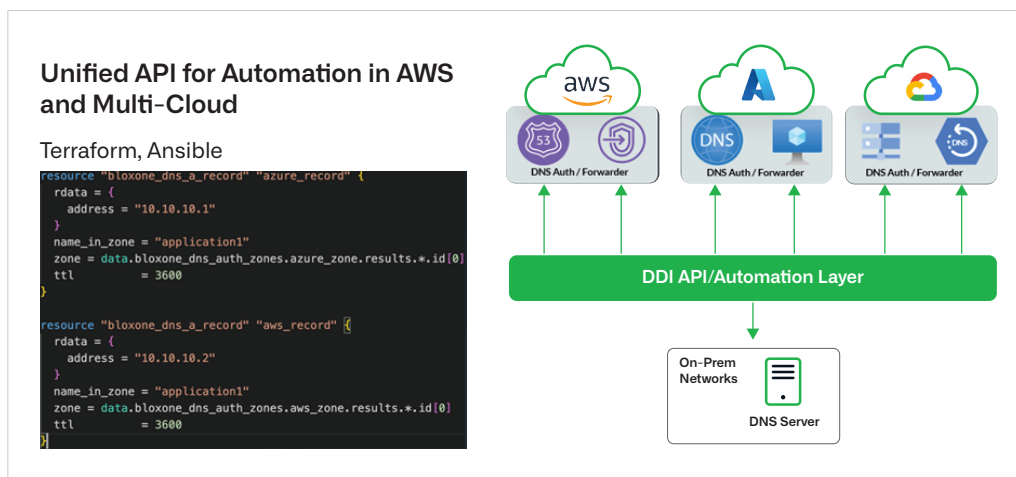 Unified API for Automation in AWS
and Multi-Cloud
Terraform, Ansible
resource "bloxone_dns_a_record" "azure_record" {
rdata = {
address = "10.10.10.1"
}
name_in_zone = "application1"
zone = data.bloxone_dns_auth_zones.azure_zone.results.*.id[0]
ttl = 3600
}
resource "bloxone_dns_a_record" "aws_record" {
rdata = {
address = "10.10.10.2"
}
name_in_zone = "application1"
zone = data.bloxone_dns_auth_zones.aws_zone.results.*.id[0]
ttl = 3600
}
aws
53
DNS Auth / Forwarder
DNS
DNS Auth / Forwarder
DNS
DNS Auth / Forwarder
DDI API/Automation Layer
On-Prem
Networks
DNS Server